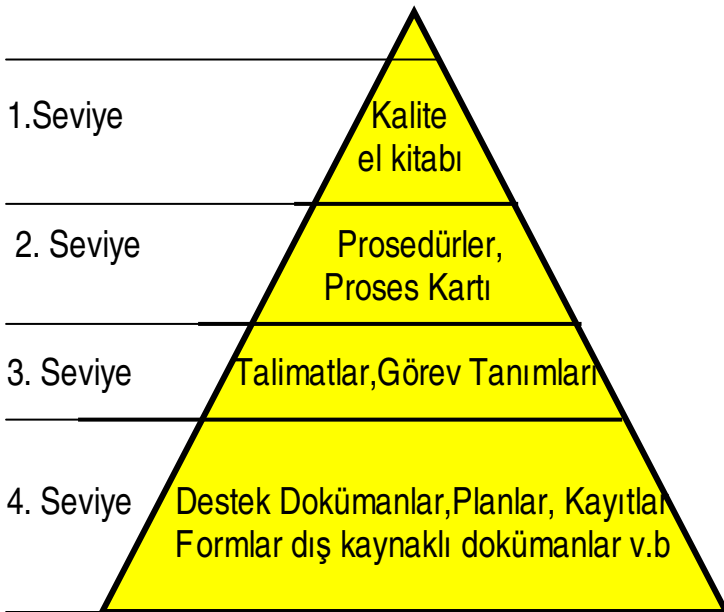 1.Seviye
Kalite
el kitabı
2. Seviye
Prosedürler,
Proses Kartı
3. Seviye
Talimatlar,Görev Tanımları
4. Seviye
Destek Dokümanlar,Planlar, Kayıtlar
Formlar dış kaynaklı dokümanlar v.b